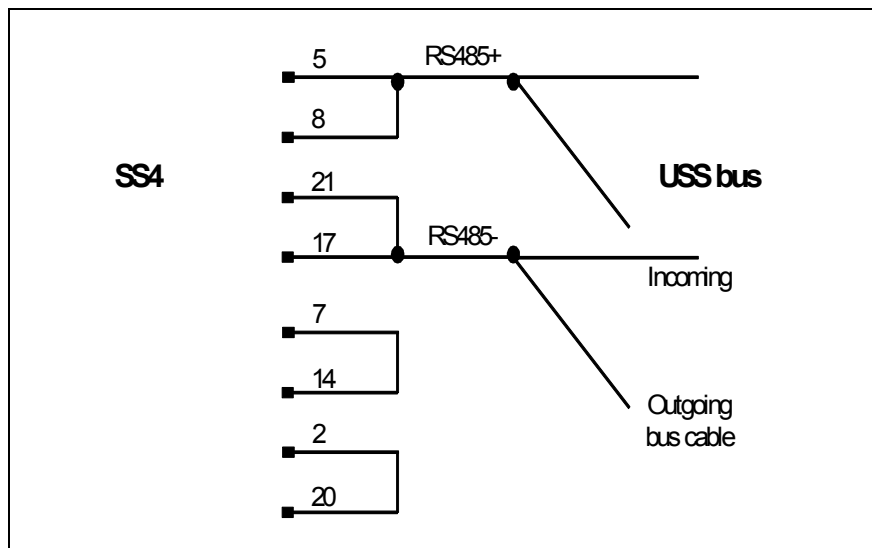 5
RS485+
8
SS4
21
USS bus
17
RS485-
Incoming
7
14
Outgoing
bus cable
2
20